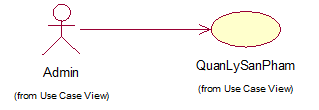 Admin
(from Use Case View)
QuanLySanPham
(from Use Case View)